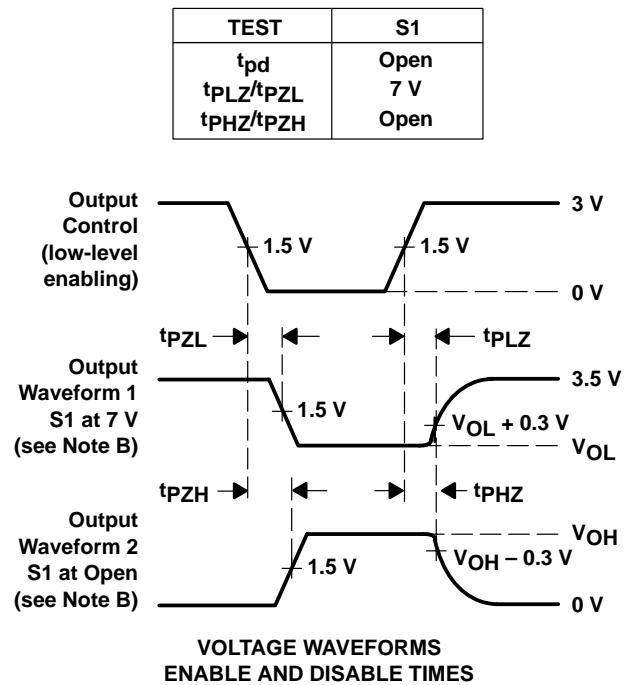 TEST S1
tpd Open
tPLZ/tPZL 7 V
tPHZ/tPZH Open
Output
Control
(low-level
enabling)
1.5 V
1.5 V
3 V
0 V
tPZL
tPLZ
Output
Waveform 1
S1 at 7 V
(see Note B)
1.5 V
3.5 V
VOL + 0.3 V
VOL
tPZH
tPHZ
Output
Waveform 2
S1 at Open
(see Note B)
1.5 V
VOH
VOH – 0.3 V
0 V
VOLTAGE WAVEFORMS
ENABLE AND DISABLE TIMES